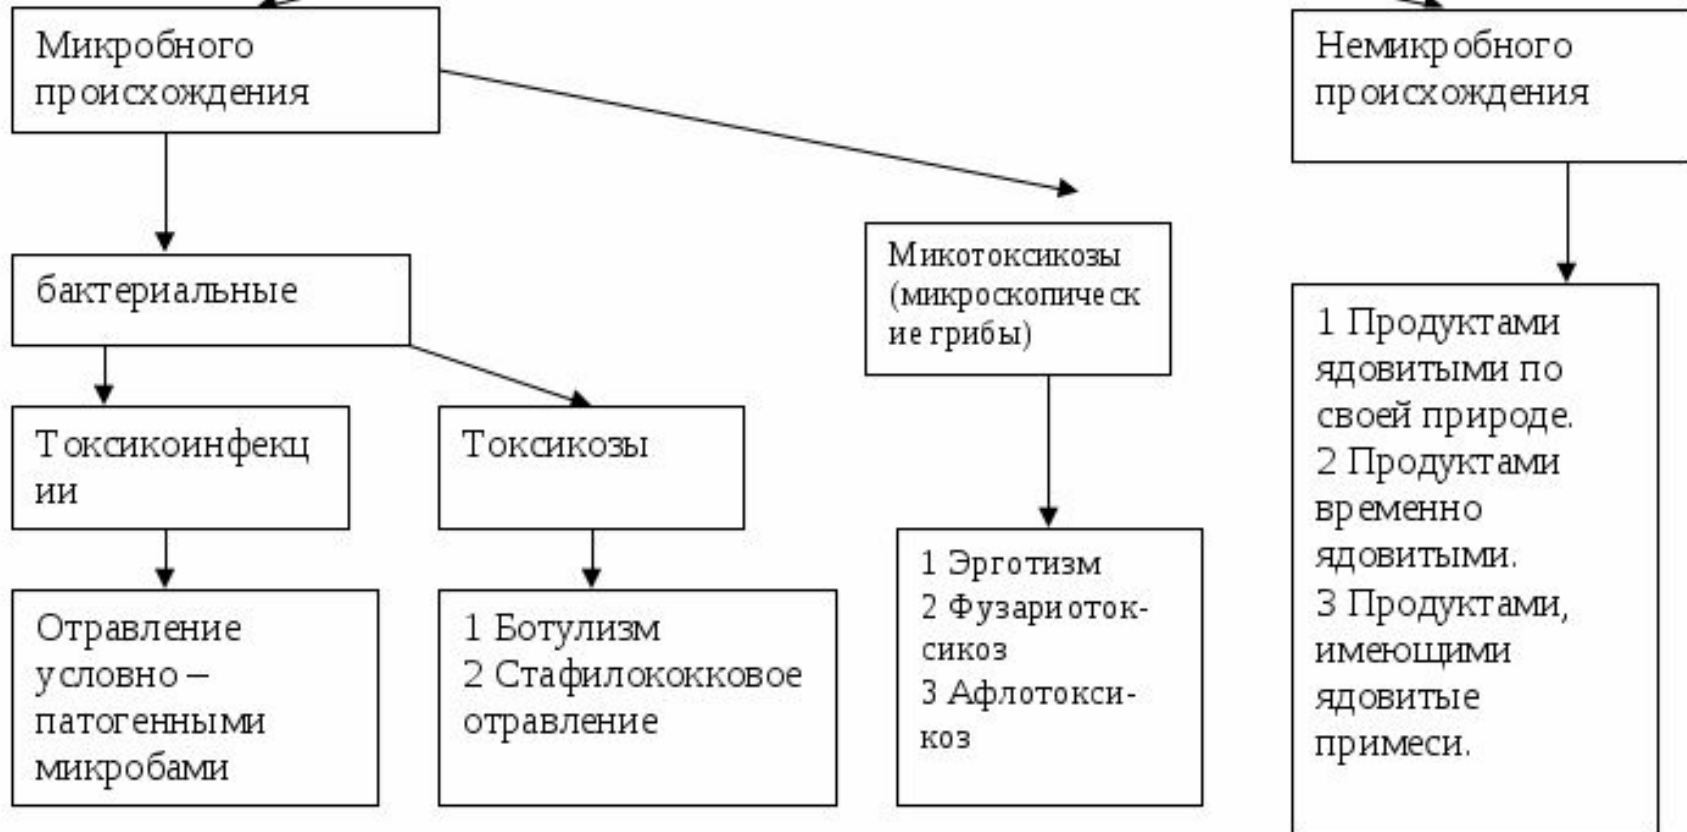 Микробного
происхождения
Немикробного
происхождения
бактериальные
Микотоксикозы
(микроскопическ
ие грибы)
Токсикоинфекц
ии
Токсикозы
Отравление
условно –
патогенными
микробами
1 Ботулизм
2 Стафилококковое
отравление
1 Эрготизм
2 Фузариоток-
сикоз
3 Афлотокси-
коз
1 Продуктами
ядовитыми по
своей природе.
2 Продуктами
временно
ядовитыми.
3 Продуктами,
имеющими
ядовитые
примеси.